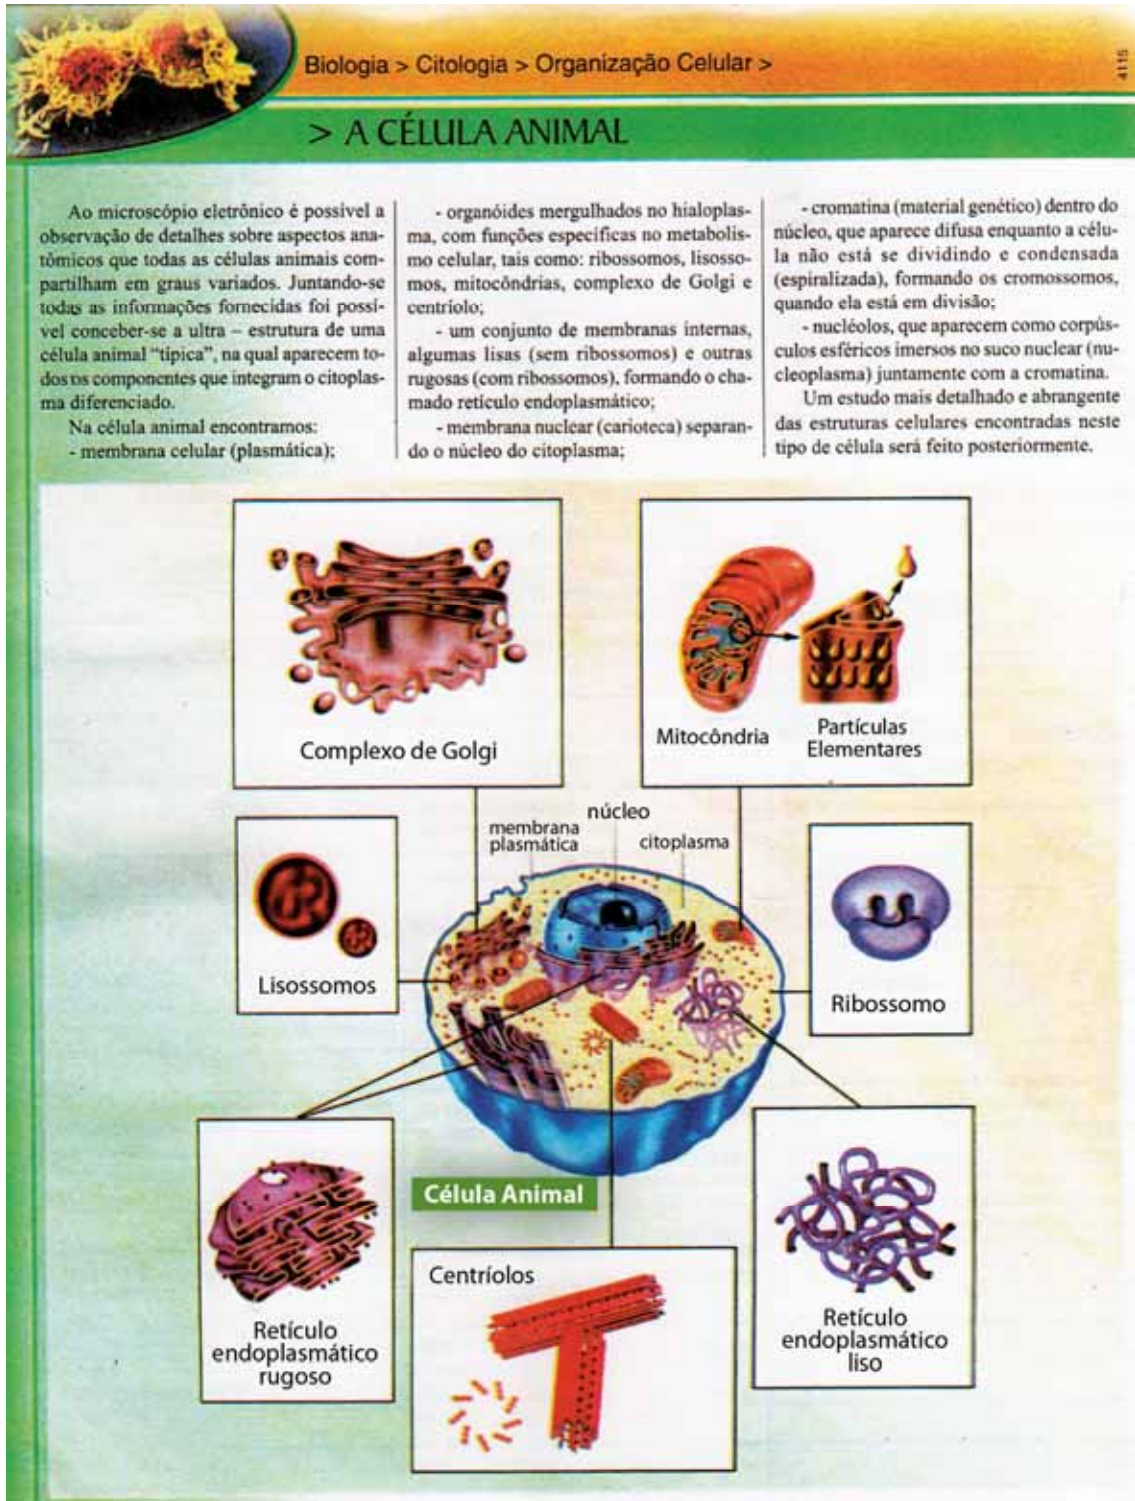 Biologia > Citologia > Organização Celular >
4115
> A CÉLULA ANIMAL
Ao microscópio eletrônico é possível a
observação de detalhes sobre aspectos ana-
tômicos que todas as células animais com-
partilham em graus variados. Juntando-se
todas as informações fornecidas foi possí-
vel conceber-se a ultra – estrutura de uma
célula animal "típica", na qual aparecem to-
dos os componentes que integram o citoplas-
ma diferenciado.
Na célula animal encontramos:
- membrana celular (plasmática);
- organóides mergulhados no hialoplas-
ma, com funções específicas no metabolis-
mo celular, tais como: ribossomos, lisosso-
mos, mitocôndrias, complexo de Golgi e
centríolo;
- um conjunto de membranas internas,
algumas lisas (sem ribossomos) e outras
rugosas (com ribossomos), formando o cha-
mado retículo endoplasmático;
- membrana nuclear (carioteca) separan-
do o núcleo do citoplasma;
- cromatina (material genético) dentro do
núcleo, que aparece difusa enquanto a célu-
la não está se dividindo e condensada
(espiralizada), formando os cromossomos,
quando ela está em divisão;
- nucléolos, que aparecem como corpús-
culos esféricos imersos no suco nuclear (nu-
cleoplasma) juntamente com a cromatina.
Um estudo mais detalhado e abrangente
das estruturas celulares encontradas neste
tipo de célula será feito posteriormente.
Complexo de Golgi
Mitocôndria
Partículas
Elementares
núcleo
membrana
plasmática
citoplasma
Lisossomos
Ribossomo
Célula Animal
Retículo
endoplasmático
rugoso
Centríolos
Retículo
endoplasmático
liso